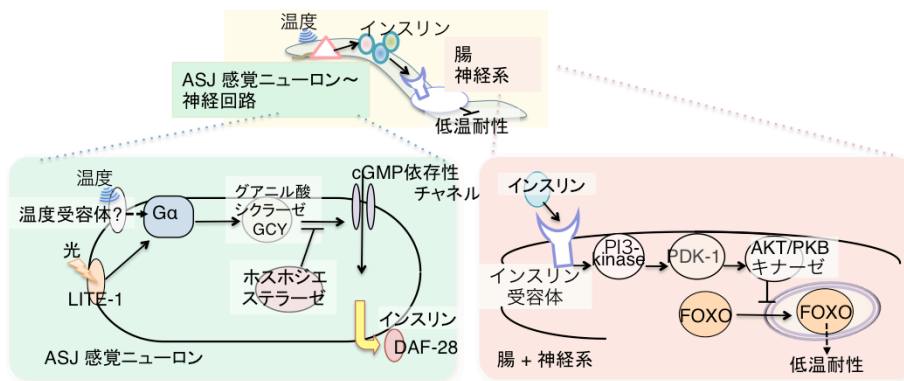 温度
インスリン
腸
神経系
ASJ 感覚ニューロン～
神経回路
低温耐性
温度
温度受容体?
光
LITE-1
Gα
グアニル酸
シクラーゼ
GCY
cGMP依存性
チャネル
ホスホジエ
ステラーゼ
インスリン
DAF-28
ASJ 感覚ニューロン
インスリン
インスリン
受容体
PI3-
kinase
PDK-1
AKT/PKB
キナーゼ
FOXO
FOXO
低温耐性
腸 + 神経系